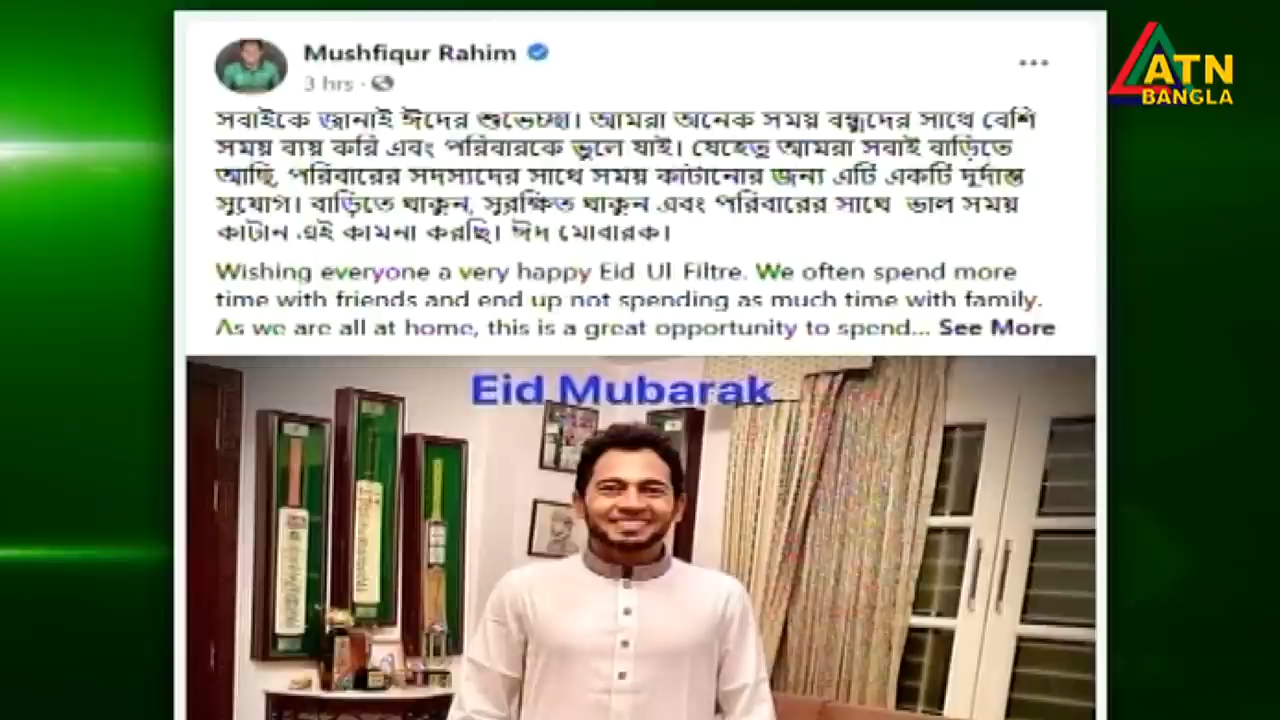 Mushfiqur Rahim
3 hrs ·
সবাইকে জানাই ঈদের শুভেচ্ছা। আমরা অনেক সময় বন্ধুদের সাথে বেশি
সময় ব্যয় করি এবং পরিবারকে ভুলে যাই। যেহেতু আমরা সবাই বাড়িতে
আছি, পরিবারের সদস্যদের সাথে সময় কাটানোর জন্য এটি একটি দুর্দান্ত
সুযোগ। বাড়িতে থাকুন, সুরক্ষিত থাকুন এবং পরিবারের সাথে ভাল সময়
কাটান এই কামনা করছি। ঈদ মোবারক।
Wishing everyone a very happy Eid Ul Filtre. We often spend more
time with friends and end up not spending as much time with family.
As we are all at home, this is a great opportunity to spend... See More
Eid Mubarak
ATN
BANGLA